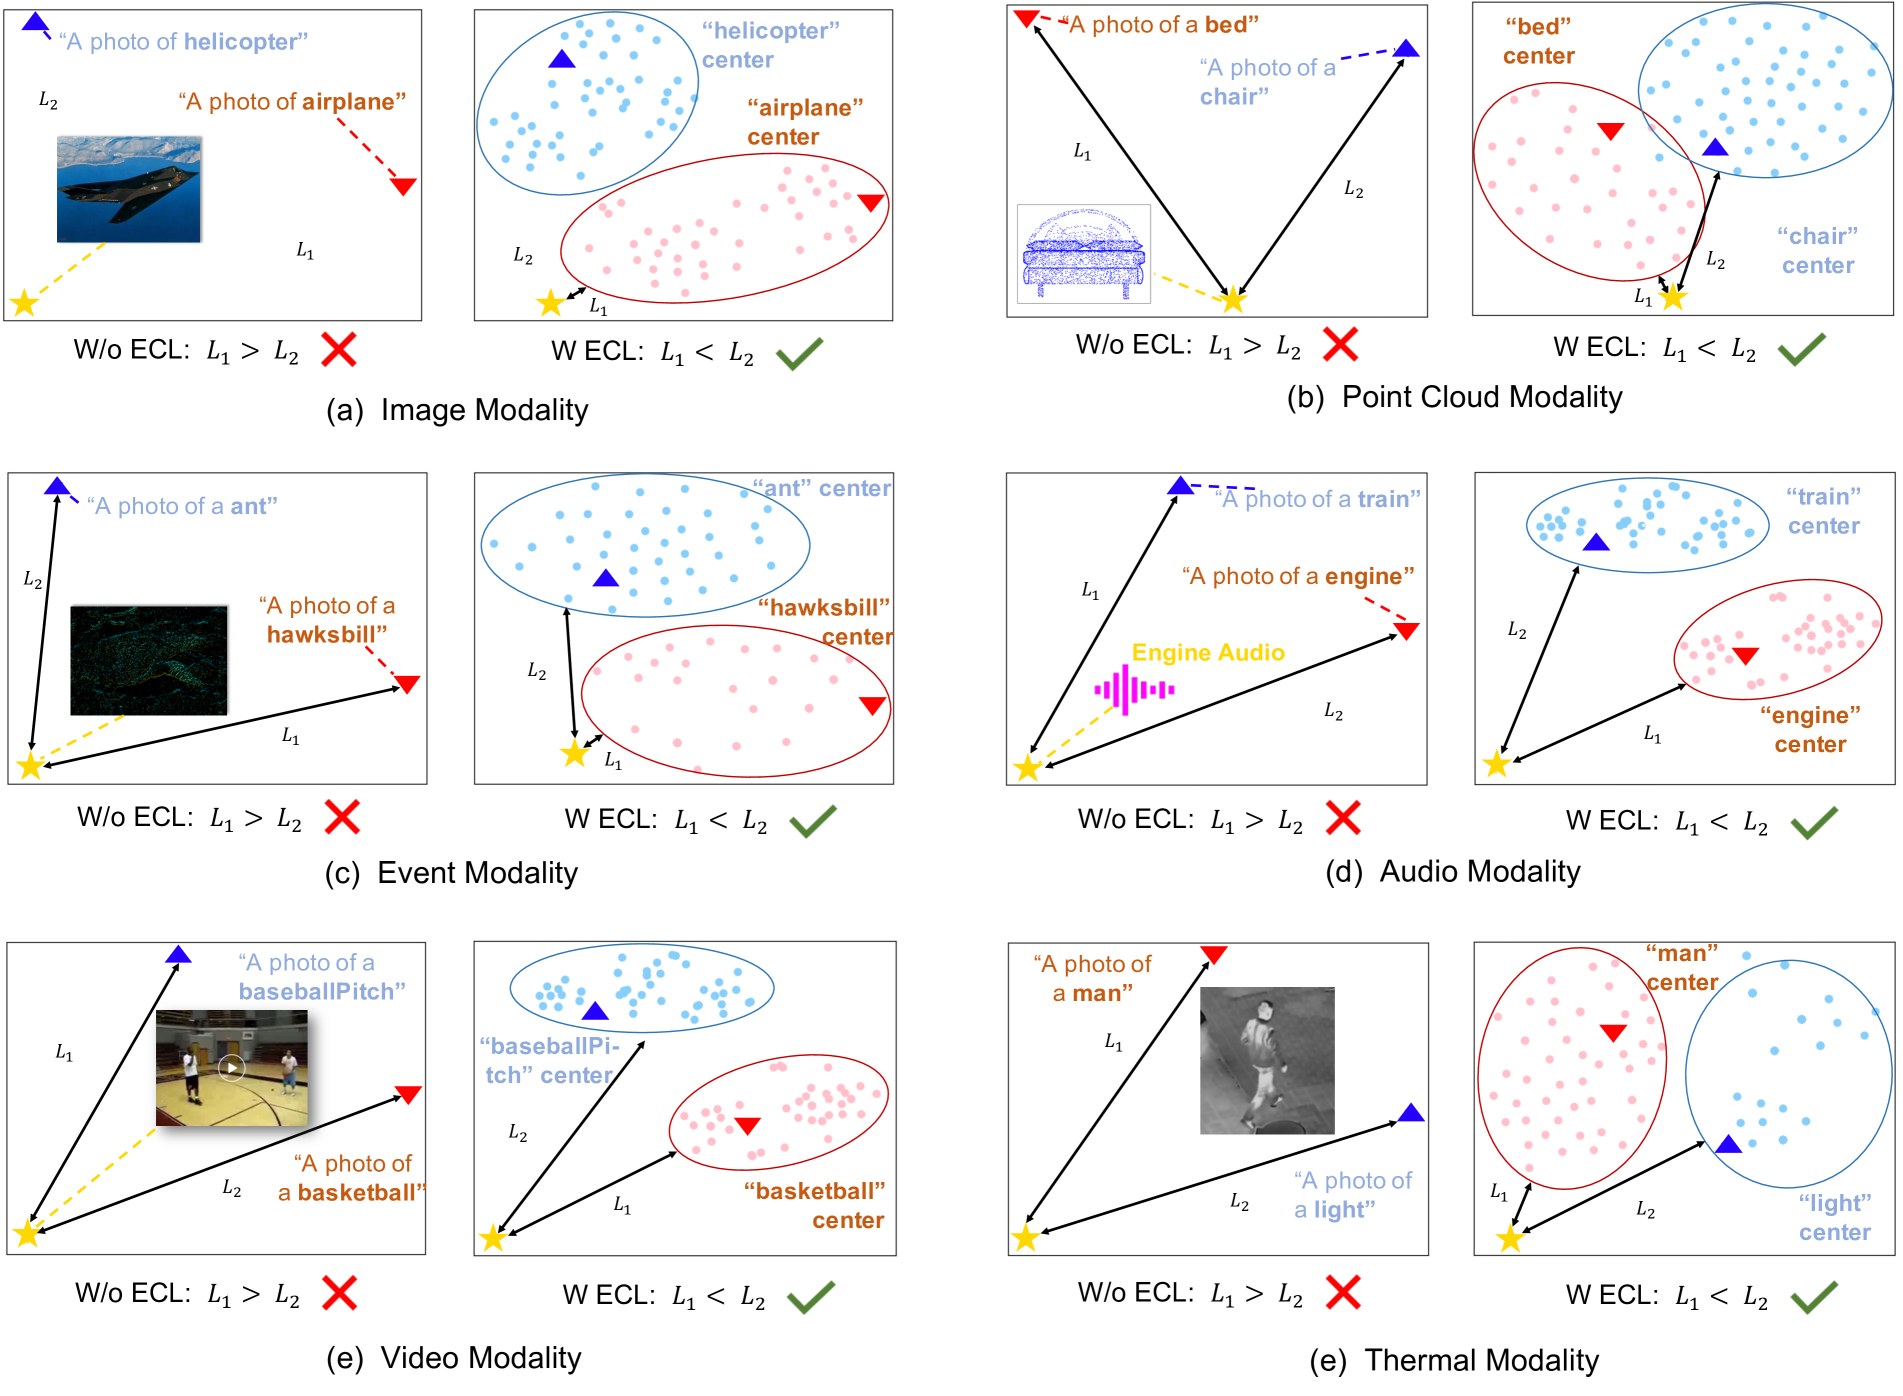 “A photo of helicopter”
L2
“A photo of airplane”
L1
W/o ECL: L1 > L2
“helicopter”
center
“airplane”
center
L2
L1
W ECL: L1 < L2
(a) Image Modality
“A photo of a bed”
“A photo of a
chair”
L1
L2
W/o ECL: L1 > L2
“bed”
center
“chair”
center
L2
L1
W ECL: L1 < L2
(b) Point Cloud Modality
“A photo of a ant”
L2
“A photo of a
hawksbill”
L1
W/o ECL: L1 > L2
“ant” center
“hawksbill”
center
L2
L1
W ECL: L1 < L2
(c) Event Modality
“A photo of a train”
“A photo of a engine”
L1
Engine Audio
L2
W/o ECL: L1 > L2
“train”
center
L2
“engine”
center
L1
W ECL: L1 < L2
(d) Audio Modality
“A photo of a
baseballPitch”
L1
“A photo of
a basketball”
L2
W/o ECL: L1 > L2
“baseballPi-
tch” center
L2
“basketball”
center
L1
W ECL: L1 < L2
(e) Video Modality
“A photo of
a man”
L1
“A photo of
a light”
L2
W/o ECL: L1 > L2
“man”
center
L1
L2
“light”
center
W ECL: L1 < L2
(e) Thermal Modality